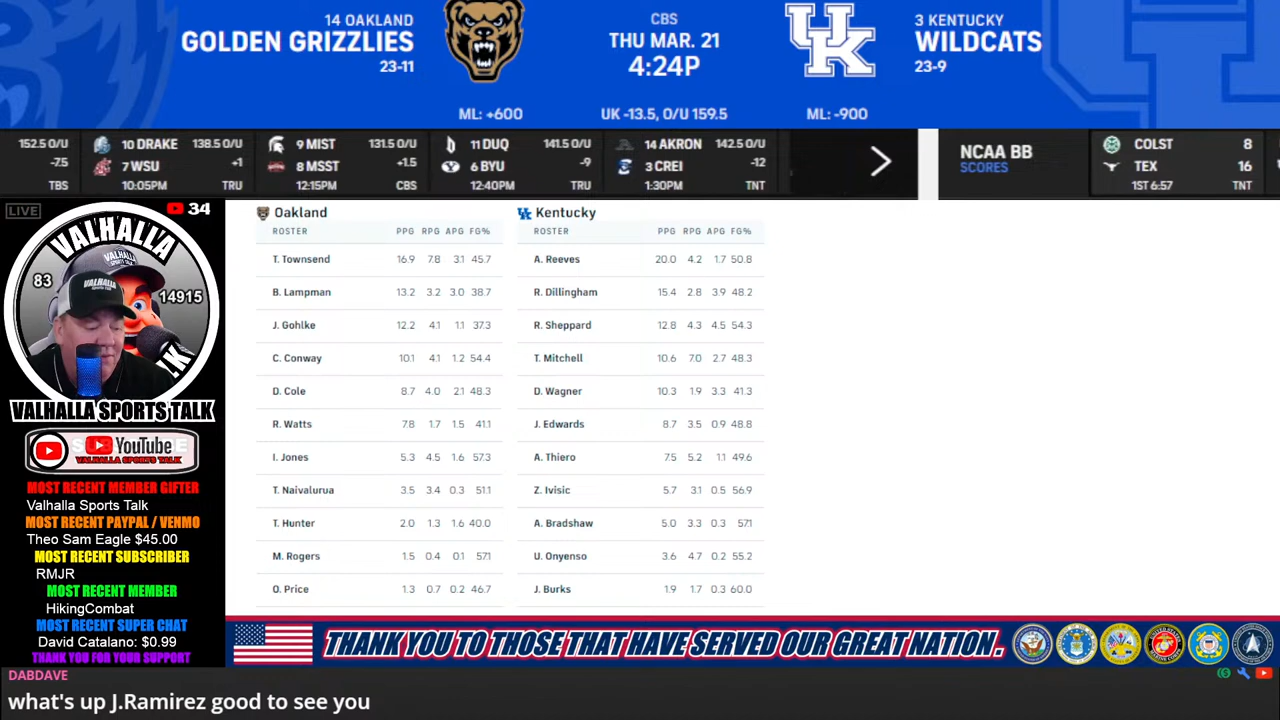 14 OAKLAND
GOLDEN GRIZZLIES
23-11
CBS
THU MAR. 21
4:24P
UK
3 KENTUCKY
WILDCATS
23-9
ML: +600
UK -13.5, O/U 159.5
ML: -900
152.5 O/U
-7.5
TBS
10 DRAKE 138.5 O/U
7 WSU +1
10:05PM TRU
9 MIST 131.5 O/U
8 MSST +1.5
12:15PM CBS
11 DUQ 141.5 O/U
6 BYU -9
12:40PM TRU
14 AKRON 142.5 O/U
3 CREI -12
1:30PM TNT
NCAA BB
SCORES
COLST 8
TEX 16
1ST 6:57 TNT
LIVE
34
VALHALLA
83
14915
VALHALLA
LK
VALHALLA SPORTS TALK
YouTube
VALHALLA SPORTS TALK
MOST RECENT MEMBER GIFTER
Valhalla Sports Talk
MOST RECENT PAYPAL / VENMO
Theo Sam Eagle $45.00
MOST RECENT SUBSCRIBER
RMJR
MOST RECENT MEMBER
HikingCombat
MOST RECENT SUPER CHAT
David Catalano: $0.99
THANK YOU FOR YOUR SUPPORT
Oakland
ROSTER PPG RPG APG FG%
T. Townsend 16.9 7.8 3.1 45.7
B. Lampman 13.2 3.2 3.0 38.7
J. Gohlke 12.2 4.1 1.1 37.3
C. Conway 10.1 4.1 1.2 54.4
D. Cole 8.7 4.0 2.1 48.3
R. Watts 7.8 1.7 1.5 41.1
I. Jones 5.3 4.5 1.6 57.3
T. Naivalurua 3.5 3.4 0.3 51.1
T. Hunter 2.0 1.3 1.6 40.0
M. Rogers 1.5 0.4 0.1 57.1
O. Price 1.3 0.7 0.2 46.7
Kentucky
ROSTER PPG RPG APG FG%
A. Reeves 20.0 4.2 1.7 50.8
R. Dillingham 15.4 2.8 3.9 48.2
R. Sheppard 12.8 4.3 4.5 54.3
T. Mitchell 10.6 7.0 2.7 48.3
D. Wagner 10.3 1.9 3.3 41.3
J. Edwards 8.7 3.5 0.9 48.8
A. Thiero 7.5 5.2 1.1 49.6
Z. Ivisic 5.7 3.1 0.5 56.9
A. Bradshaw 5.0 3.3 0.3 57.1
U. Onyenso 3.6 4.7 0.2 55.2
J. Burks 1.9 1.7 0.3 60.0
THANK YOU TO THOSE THAT HAVE SERVED OUR GREAT NATION.
DABDAVE
what's up J.Ramirez good to see you